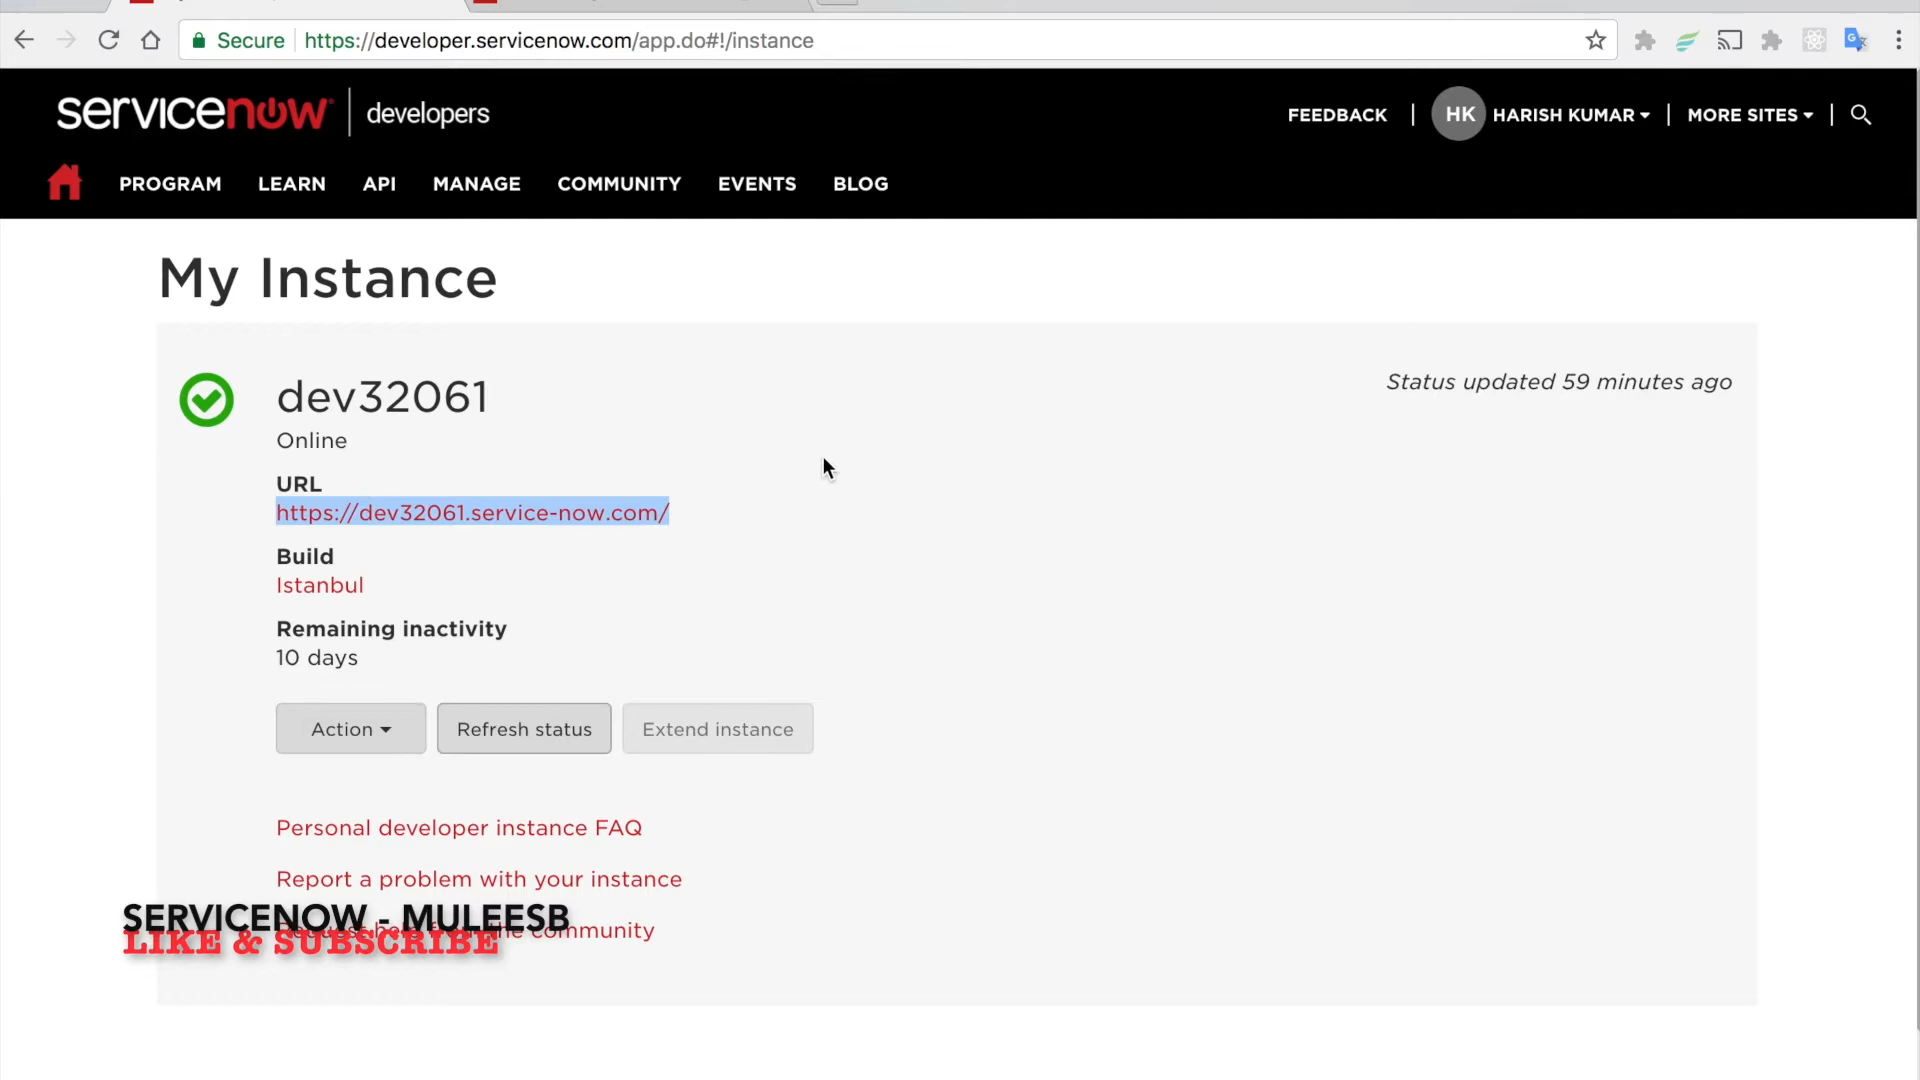 Secure https://developer.servicenow.com/app.do#!/instance
servicenow developers
FEEDBACK HK HARISH KUMAR MORE SITES
PROGRAM LEARN API MANAGE COMMUNITY EVENTS BLOG
My Instance
dev32061
Status updated 59 minutes ago
Online
URL
https://dev32061.service-now.com/
Build
Istanbul
Remaining inactivity
10 days
Action Refresh status Extend instance
Personal developer instance FAQ
Report a problem with your instance
SERVICENOW - MULEESB
community
LIKE & SUBSCRIBE